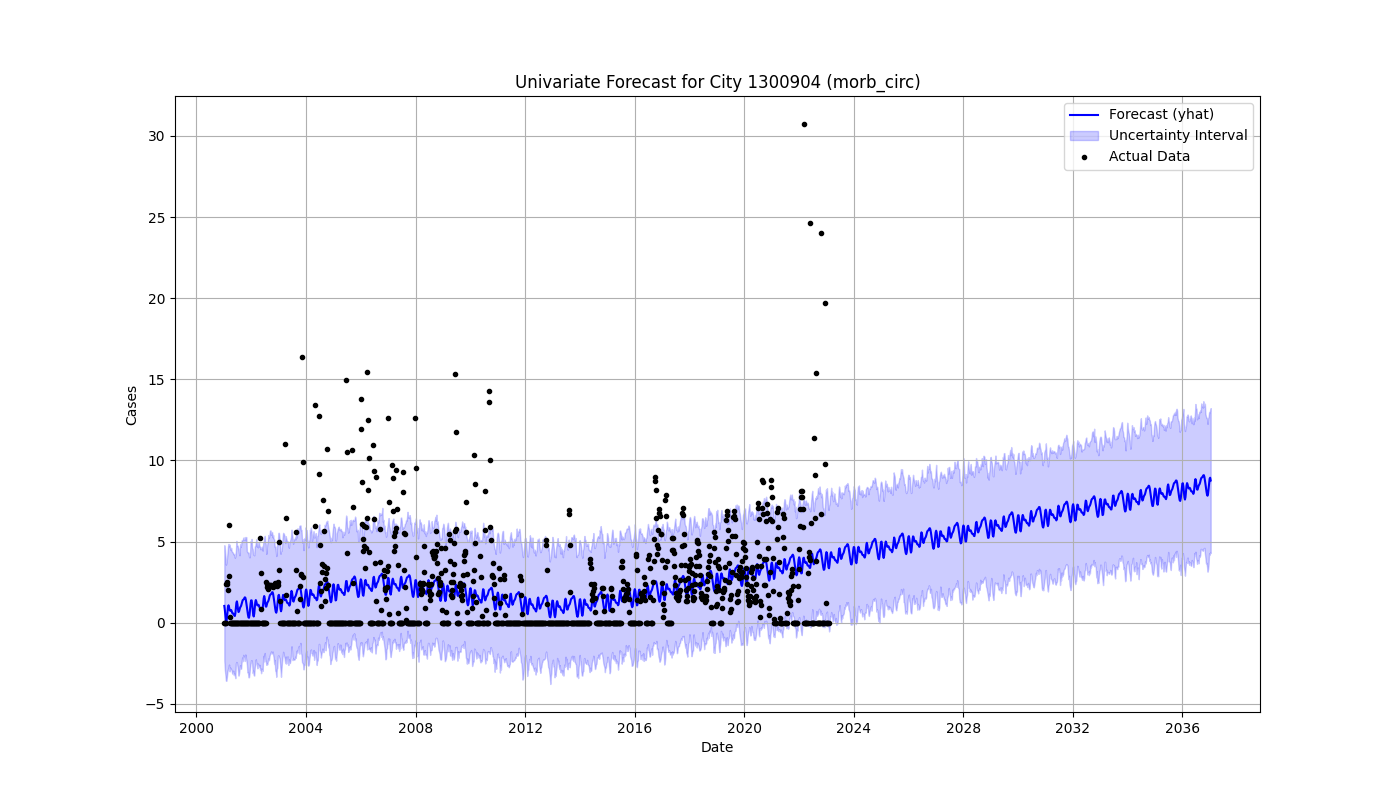 Univariate Forecast for City 1300904 (morb_circ)
Forecast (yhat)
Uncertainty Interval
Actual Data
Cases
30
25
20
15
10
5
0
−5
2000 2004 2008 2012 2016 2020 2024 2028 2032 2036
Date